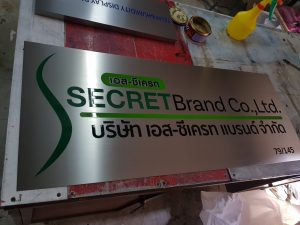 เอส-ซีเครท
SECRET Brand Co.,Ltd.
บริษัท เอส-ซีเครท แบรนด์ จำกัด
79/145